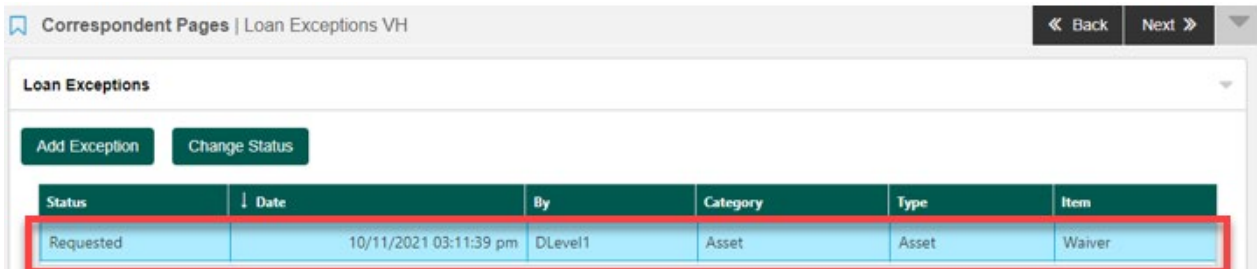 Correspondent Pages | Loan Exceptions VH « Back Next »
Loan Exceptions
Add Exception Change Status
Status ↓ Date By Category Type Item
Requested 10/11/2021 03:11:39 pm DLevel1 Asset Asset Waiver